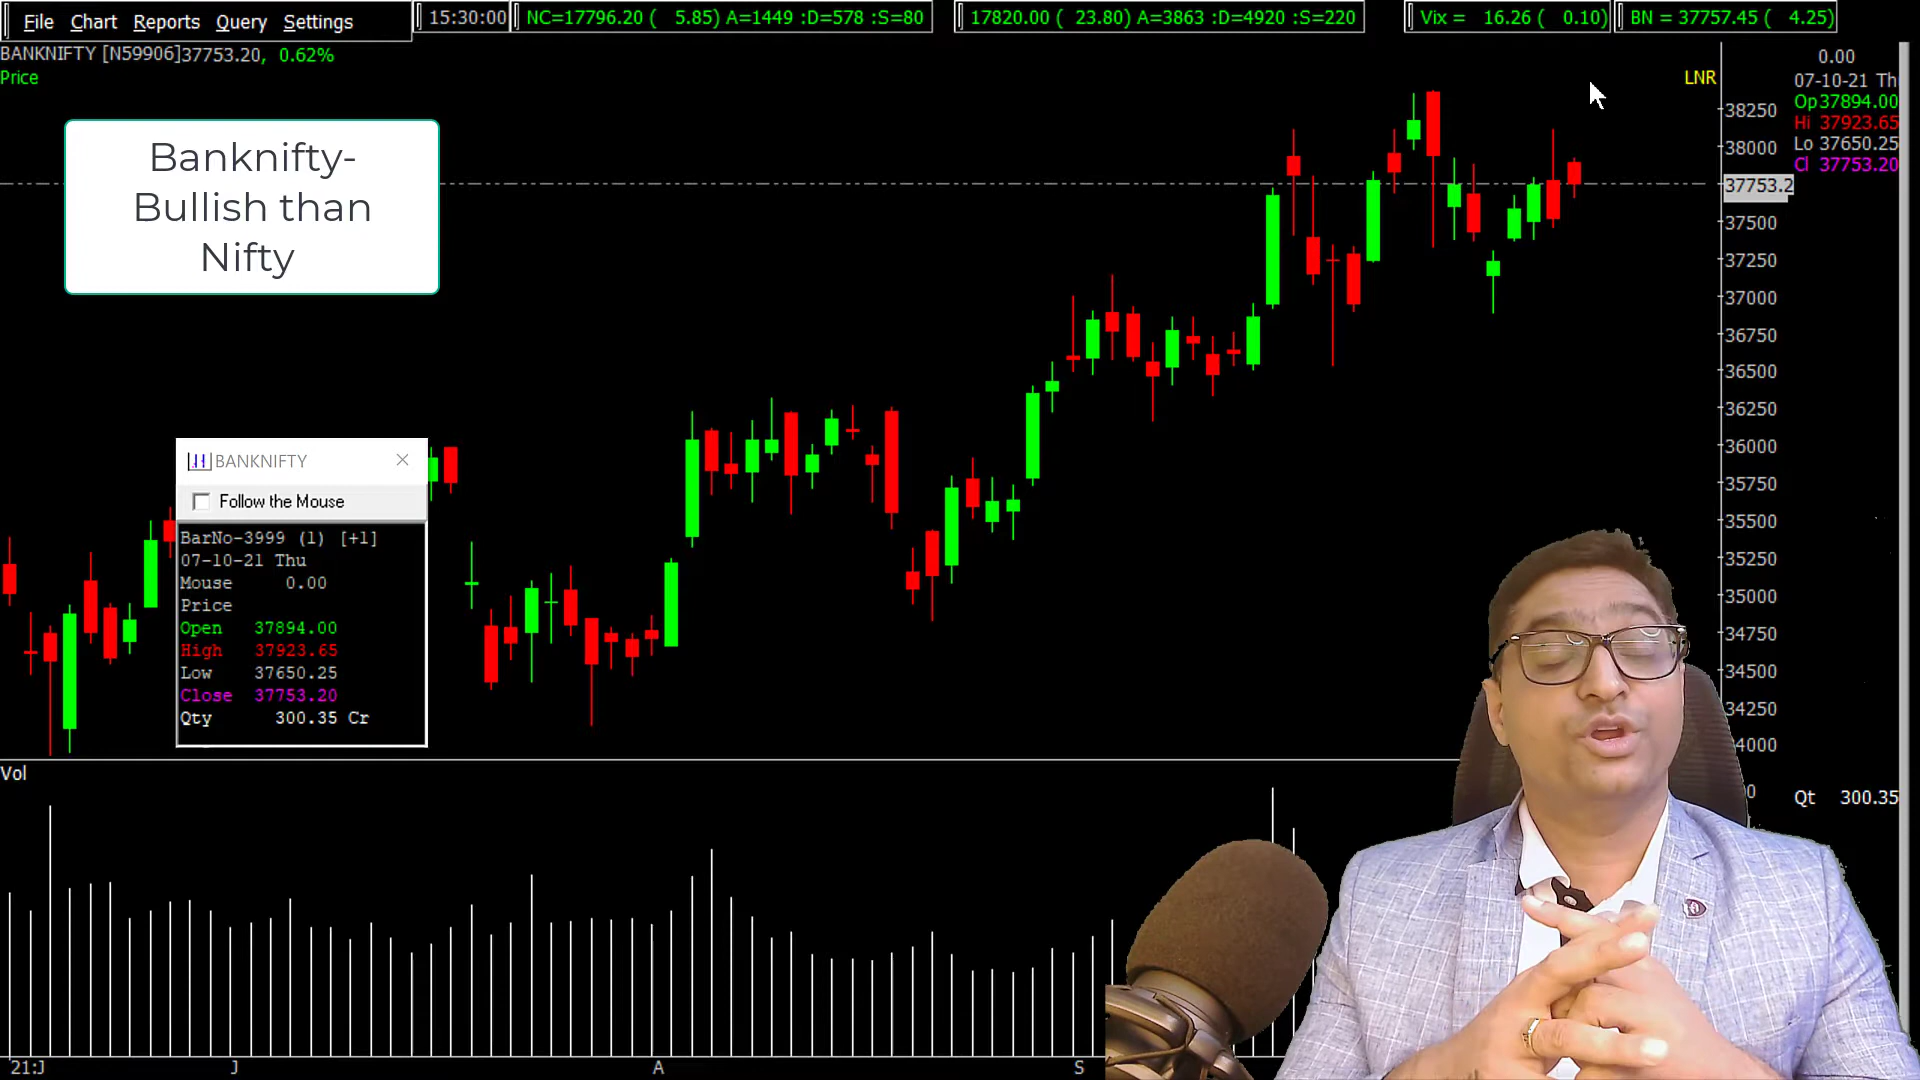 File Chart Reports Query Settings
15:30:00
NC=17796.20 ( 5.85) A=1449 :D=578 :S=80
17820.00 ( 23.80) A=3863 :D=4920 :S=220
Vix = 16.26 ( 0.10)
BN = 37757.45 ( 4.25)
BANKNIFTY [N59906]37753.20, 0.62%
Price
LNR
0.00
07-10-21 Th
Op37894.00
Hi 37923.65
Lo 37650.25
Cl 37753.20
Banknifty-
Bullish than
Nifty
38250
38000
37753.2
37500
37250
37000
36750
36500
36250
36000
35750
35500
35250
35000
34750
34500
34250
BANKNIFTY
Follow the Mouse
BarNo-3999 (1) [+1]
07-10-21 Thu
Mouse 0.00
Price
Open 37894.00
High 37923.65
Low 37650.25
Close 37753.20
Qty 300.35 Cr
Vol
Qt 300.35
21:J J A S